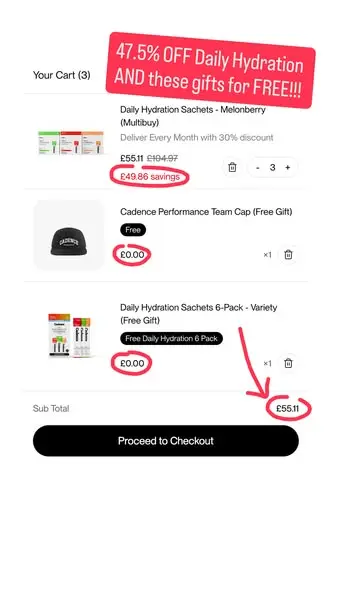 47.5% OFF Daily Hydration
AND these gifts for FREE!!!
Your Cart (3)
Daily Hydration Sachets - Melonberry
(Multibuy)
Deliver Every Month with 30% discount
£55.11 £104.97
£49.86 savings
- 3 +
Cadence Performance Team Cap (Free Gift)
CADENCE
Free
£0.00
×1
Daily Hydration Sachets 6-Pack - Variety
(Free Gift)
Free Daily Hydration 6 Pack
£0.00
×1
Sub Total
£55.11
Proceed to Checkout